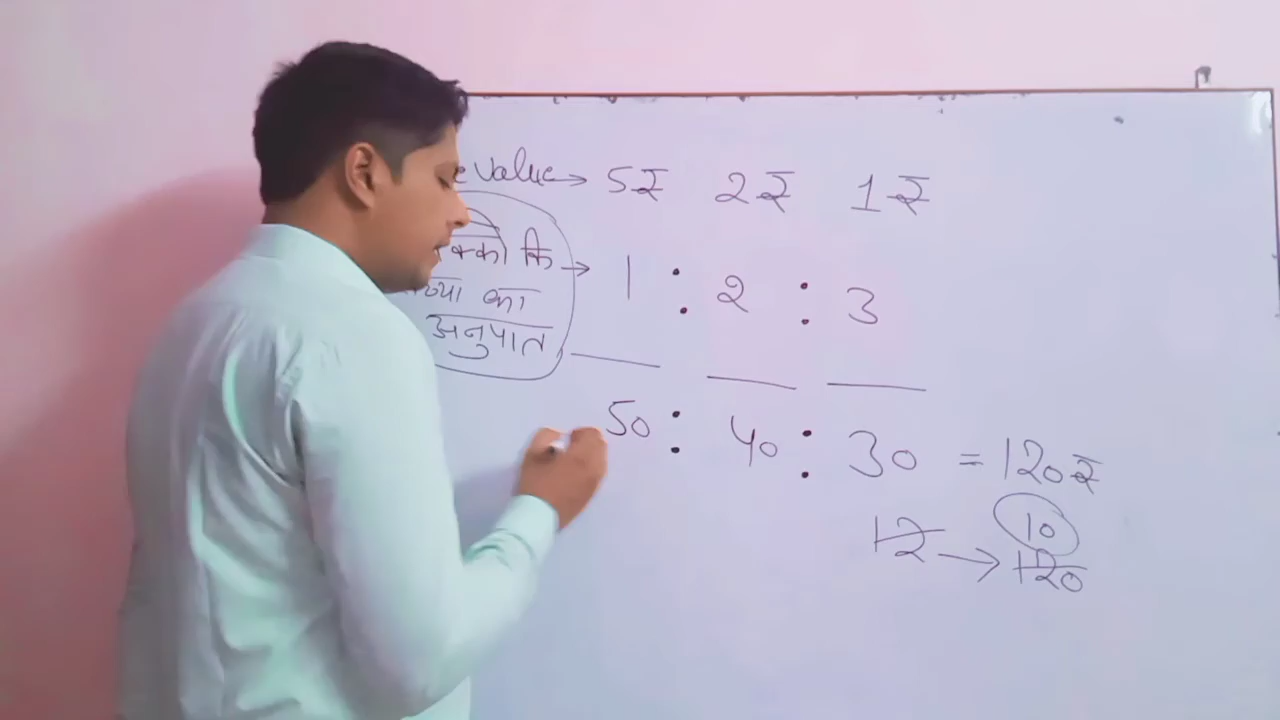 Value → 5₹ 2₹ 1₹
कि → 1 : 2 : 3
का
अनुपात
50 : 40 : 30 = 120₹
10
12 → 120